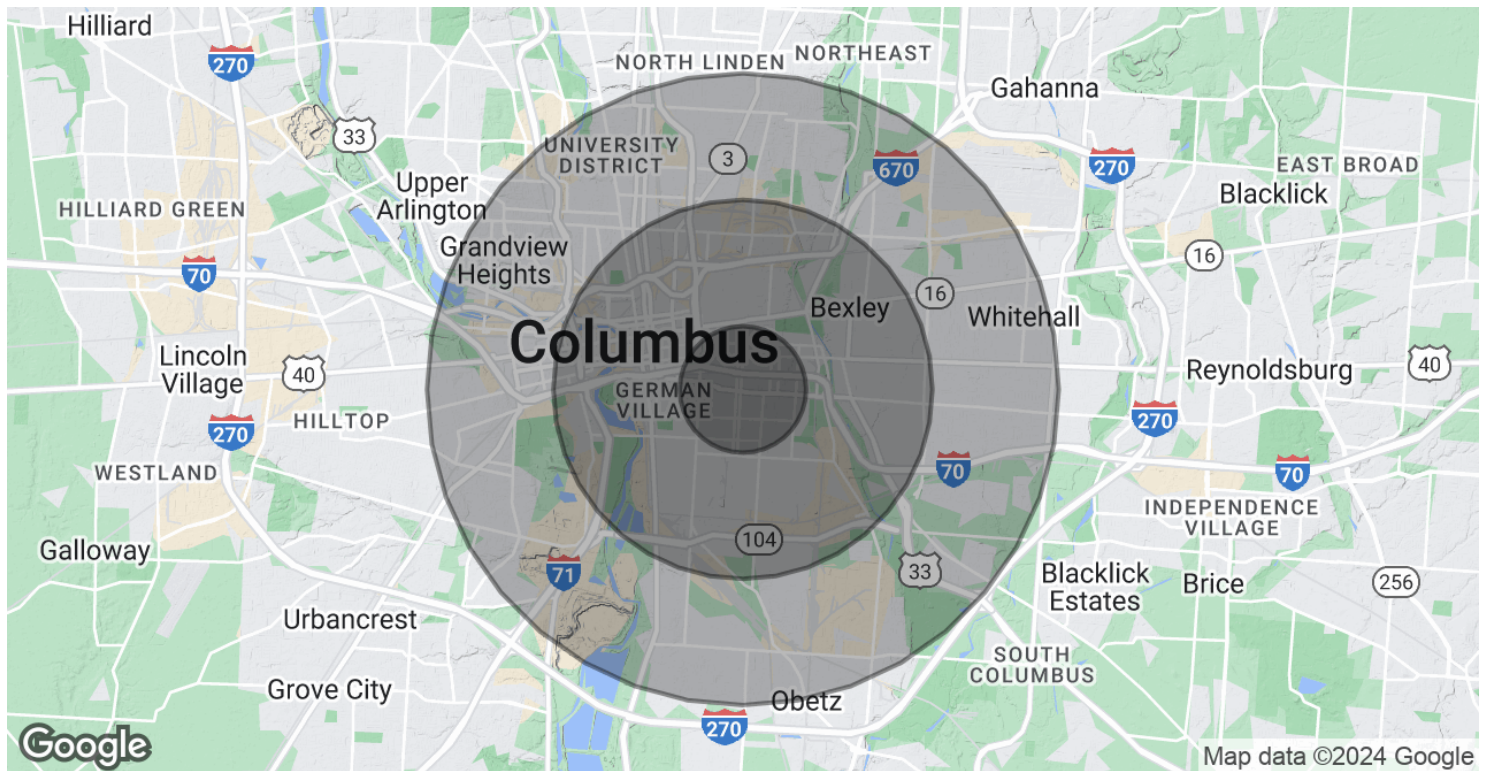 Hilliard
270
NORTH LINDEN
NORTHEAST
Gahanna
33
UNIVERSITY
DISTRICT
3
670
270
EAST BROAD
Upper
Arlington
Blacklick
HILLIARD GREEN
Grandview
Heights
16
70
16
Bexley
Whitehall
Columbus
Lincoln
Village
40
Reynoldsburg
40
GERMAN
VILLAGE
HILLTOP
270
270
WESTLAND
70
70
INDEPENDENCE
VILLAGE
Galloway
104
71
33
Blacklick
Estates
Brice
256
Urbancrest
SOUTH
COLUMBUS
Grove City
Obetz
270
Google
Map data ©2024 Google